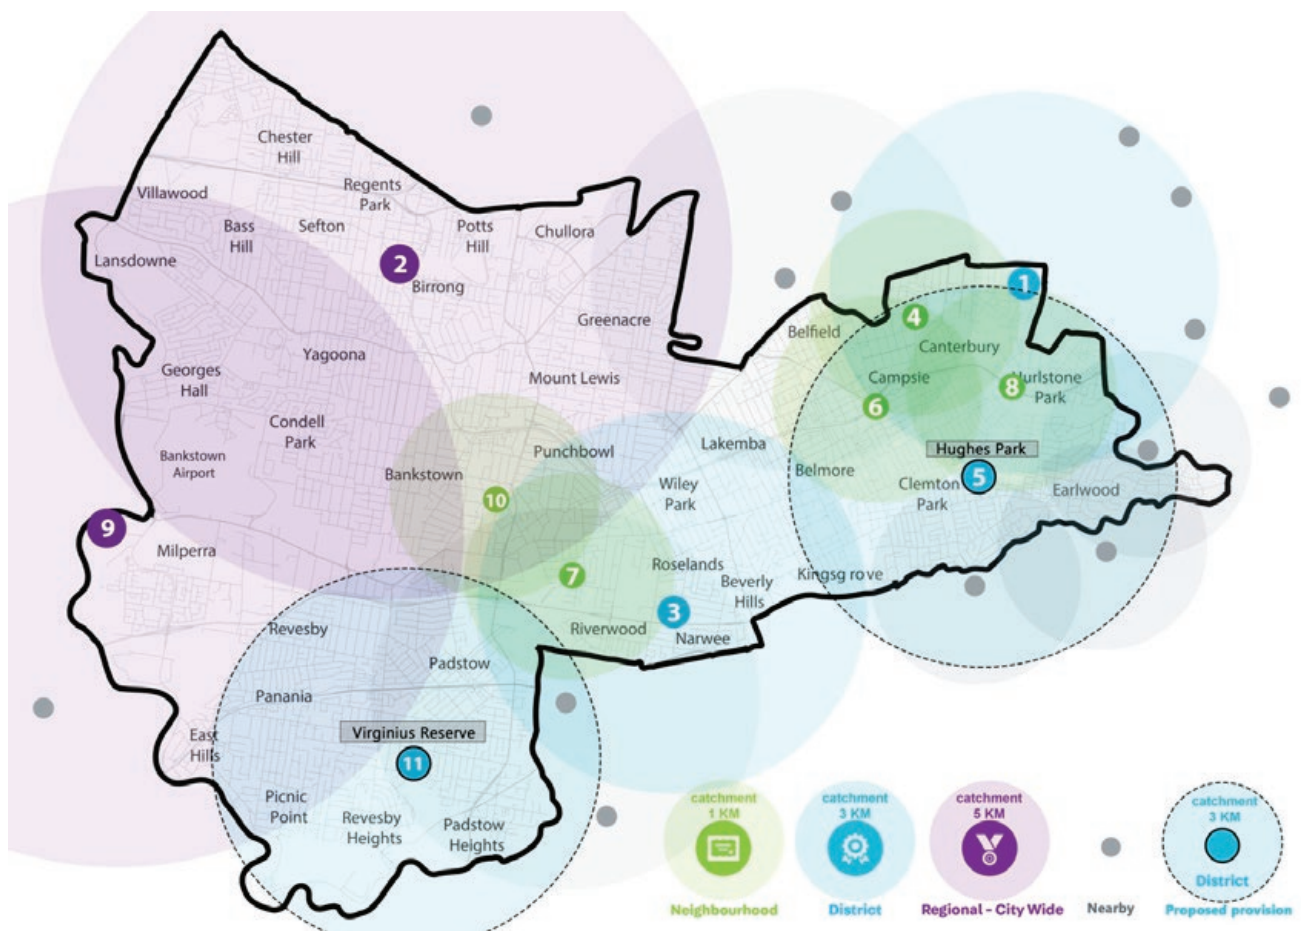 Chester
Hill
Villawood
Regents
Park
Bass
Hill
Sefton
Potts
Hill
Chullora
Lansdowne
2
Birrong
1
Greenacre
4
Belfield
Canterbury
Yagoona
Georges
Hall
Mount Lewis
Campsie
8
Hurlstone
Park
6
Condell
Park
Lakemba
Hughes Park
Punchbowl
Bankstown
Airport
Bankstown
Belmore
5
Wiley
Park
Clemton
Park
Earlwood
10
9
Milperra
7
Roselands
Beverly
Hills
Kingsg ro ve
3
Revesby
Riverwood
Narwee
Padstow
Panania
Virginius Reserve
East
Hills
11
Picnic
Point
Revesby
Heights
Padstow
Heights
catchment
1 KM
Neighbourhood
catchment
3 KM
District
catchment
5 KM
Regional - City Wide
Nearby
catchment
3 KM
District
Proposed provision